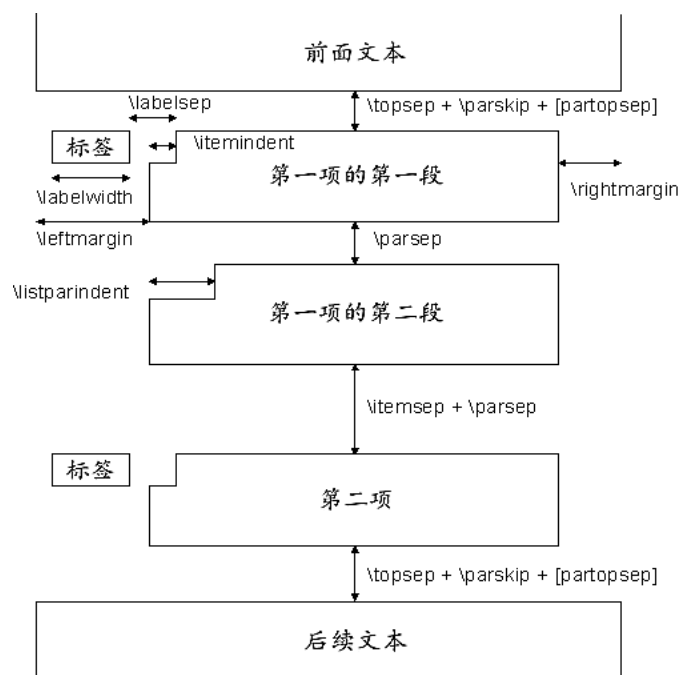 前面文本
\labelsep
\topsep + \parskip + [partopsep]
标签
\itemindent
第一项的第一段
\labelwidth
\rightmargin
\leftmargin
\parsep
\listparindent
第一项的第二段
\itemsep + \parsep
标签
第二项
\topsep + \parskip + [partopsep]
后续文本